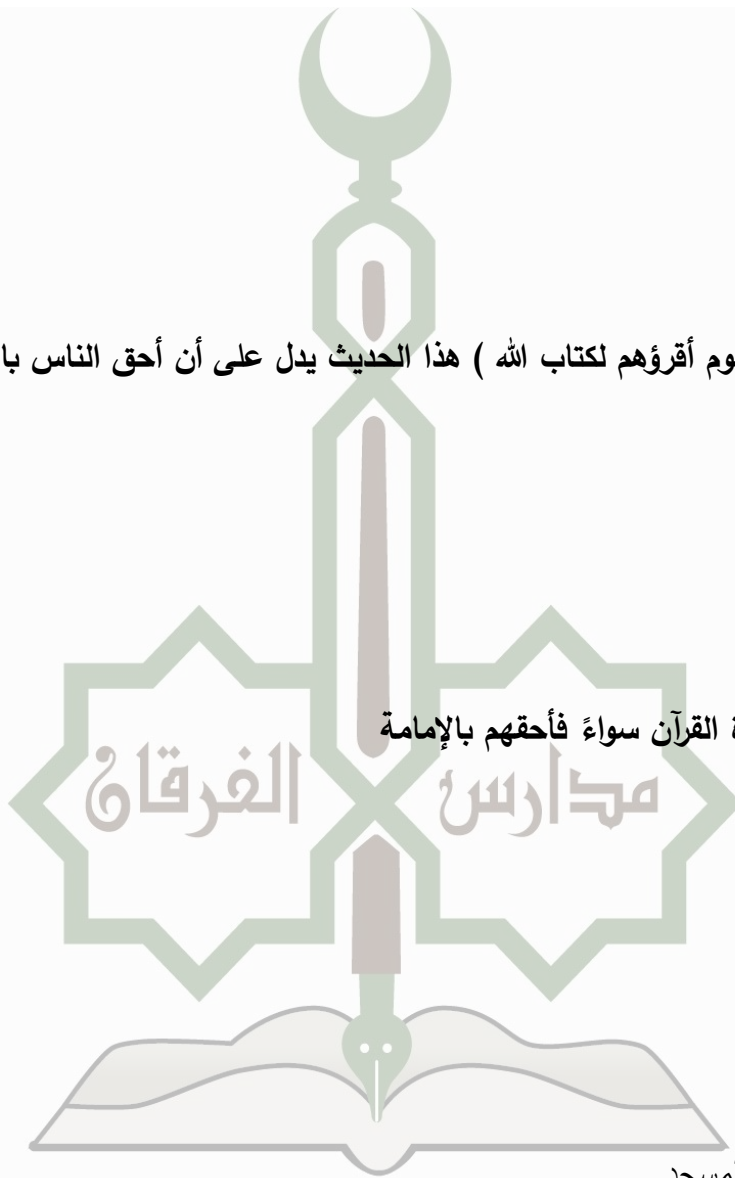 وم أقرؤهم لكتاب الله ) هذا الحديث يدل على أن أحق الناس با
ة القرآن سواءً فأحقهم بالإمامة
مدارس الفرقان